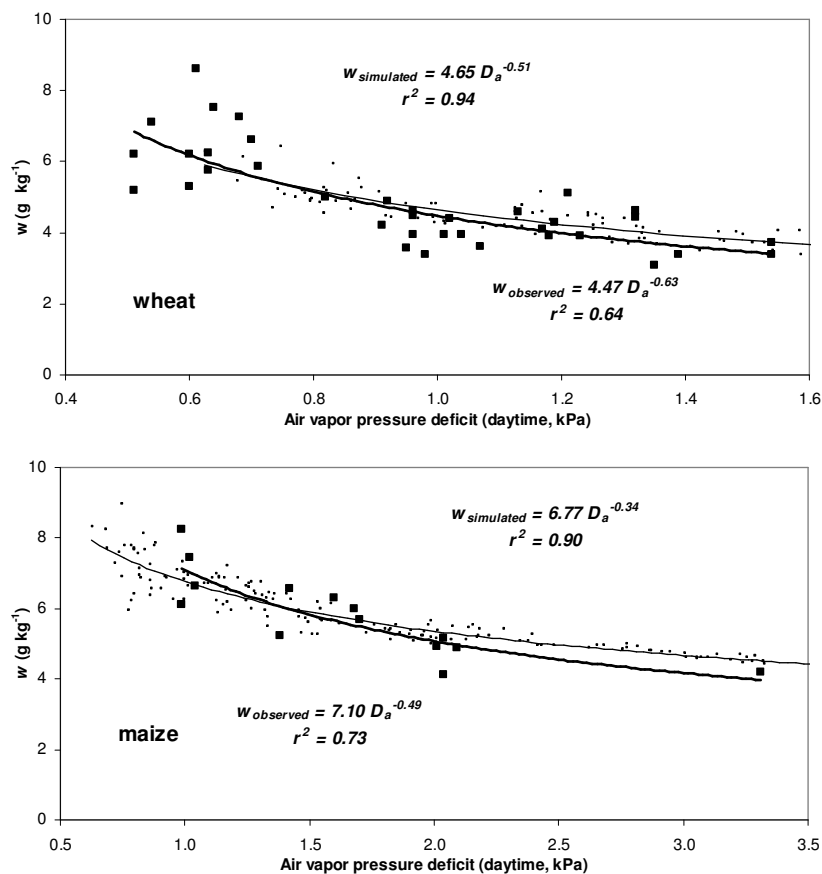 10
w_simulated = 4.65 D_a^-0.51
r² = 0.94
8
6
w (g kg⁻¹)
4
w_observed = 4.47 D_a^-0.63
r² = 0.64
wheat
2
0
0.4 0.6 0.8 1.0 1.2 1.4 1.6
Air vapor pressure deficit (daytime, kPa)
10
w_simulated = 6.77 D_a^-0.34
r² = 0.90
8
6
w (g kg⁻¹)
4
w_observed = 7.10 D_a^-0.49
r² = 0.73
maize
2
0
0.5 1.0 1.5 2.0 2.5 3.0 3.5
Air vapor pressure deficit (daytime, kPa)